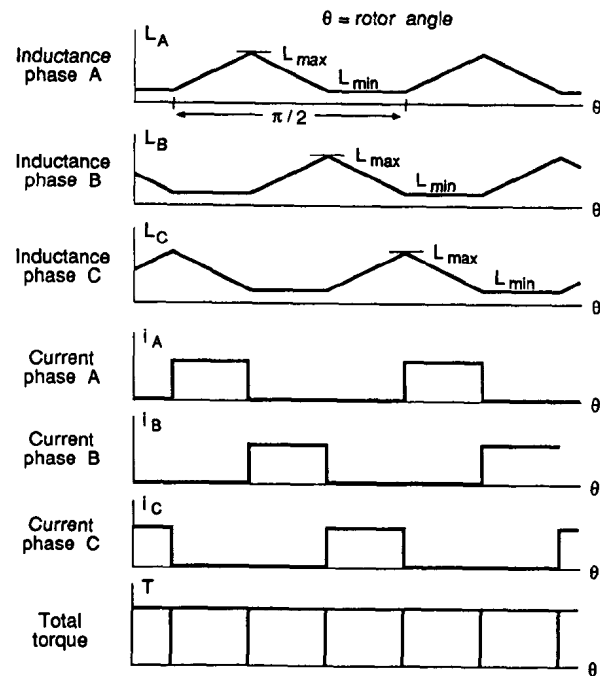 θ = rotor angle
Inductance phase A
L_A
L_max
L_min
π/2
θ
Inductance phase B
L_B
L_max
L_min
θ
Inductance phase C
L_C
L_max
L_min
θ
Current phase A
i_A
θ
Current phase B
i_B
θ
Current phase C
i_C
θ
Total torque
T
θ